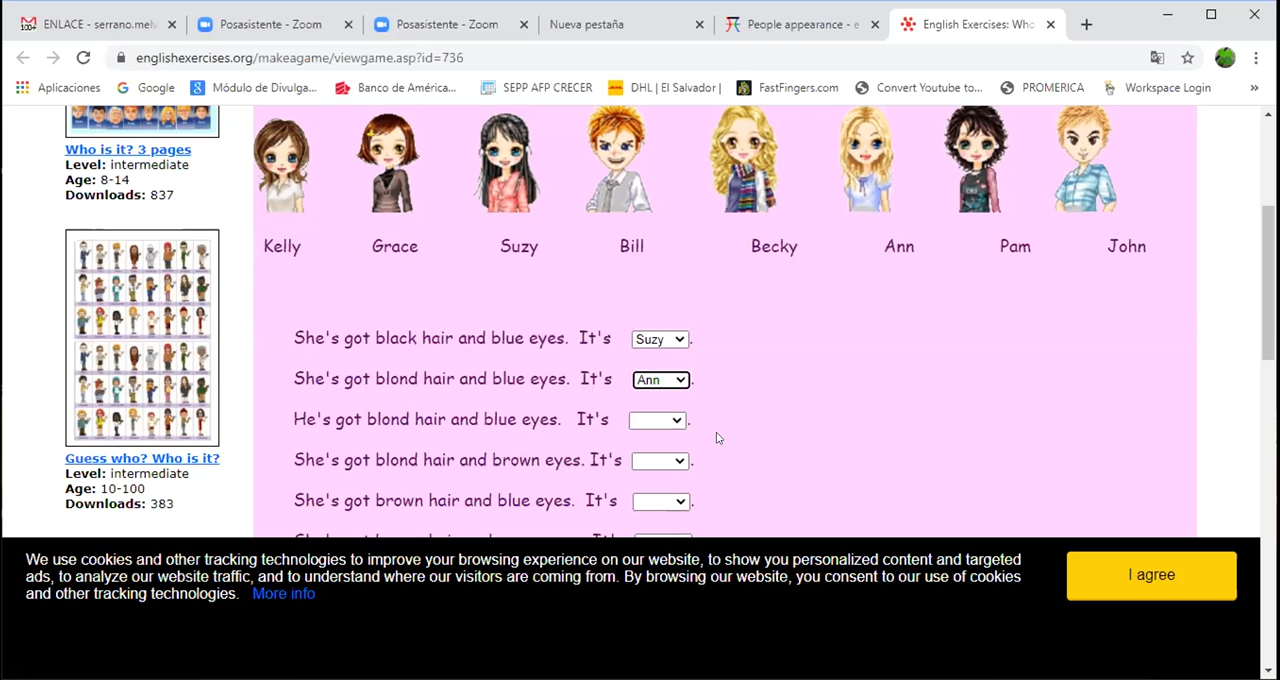 ENLACE - serrano.melv
Posasistente - Zoom
Posasistente - Zoom
Nueva pestaña
People appearance - e
English Exercises: Who
englishexercises.org/makeagame/viewgame.asp?id=736
Aplicaciones
Google
Módulo de Divulga...
Banco de América...
SEPP AFP CRECER
DHL | El Salvador |
FastFingers.com
Convert Youtube to...
PROMERICA
Workspace Login
»
Who is it? 3 pages
Level: intermediate
Age: 8-14
Downloads: 837
Guess who? Who is it?
Level: intermediate
Age: 10-100
Downloads: 383
Kelly Grace Suzy Bill Becky Ann Pam John
She's got black hair and blue eyes. It's Suzy.
She's got blond hair and blue eyes. It's Ann.
He's got blond hair and blue eyes. It's .
She's got blond hair and brown eyes. It's .
She's got brown hair and blue eyes. It's .
We use cookies and other tracking technologies to improve your browsing experience on our website, to show you personalized content and targeted
ads, to analyze our website traffic, and to understand where our visitors are coming from. By browsing our website, you consent to our use of cookies
and other tracking technologies. More info
I agree